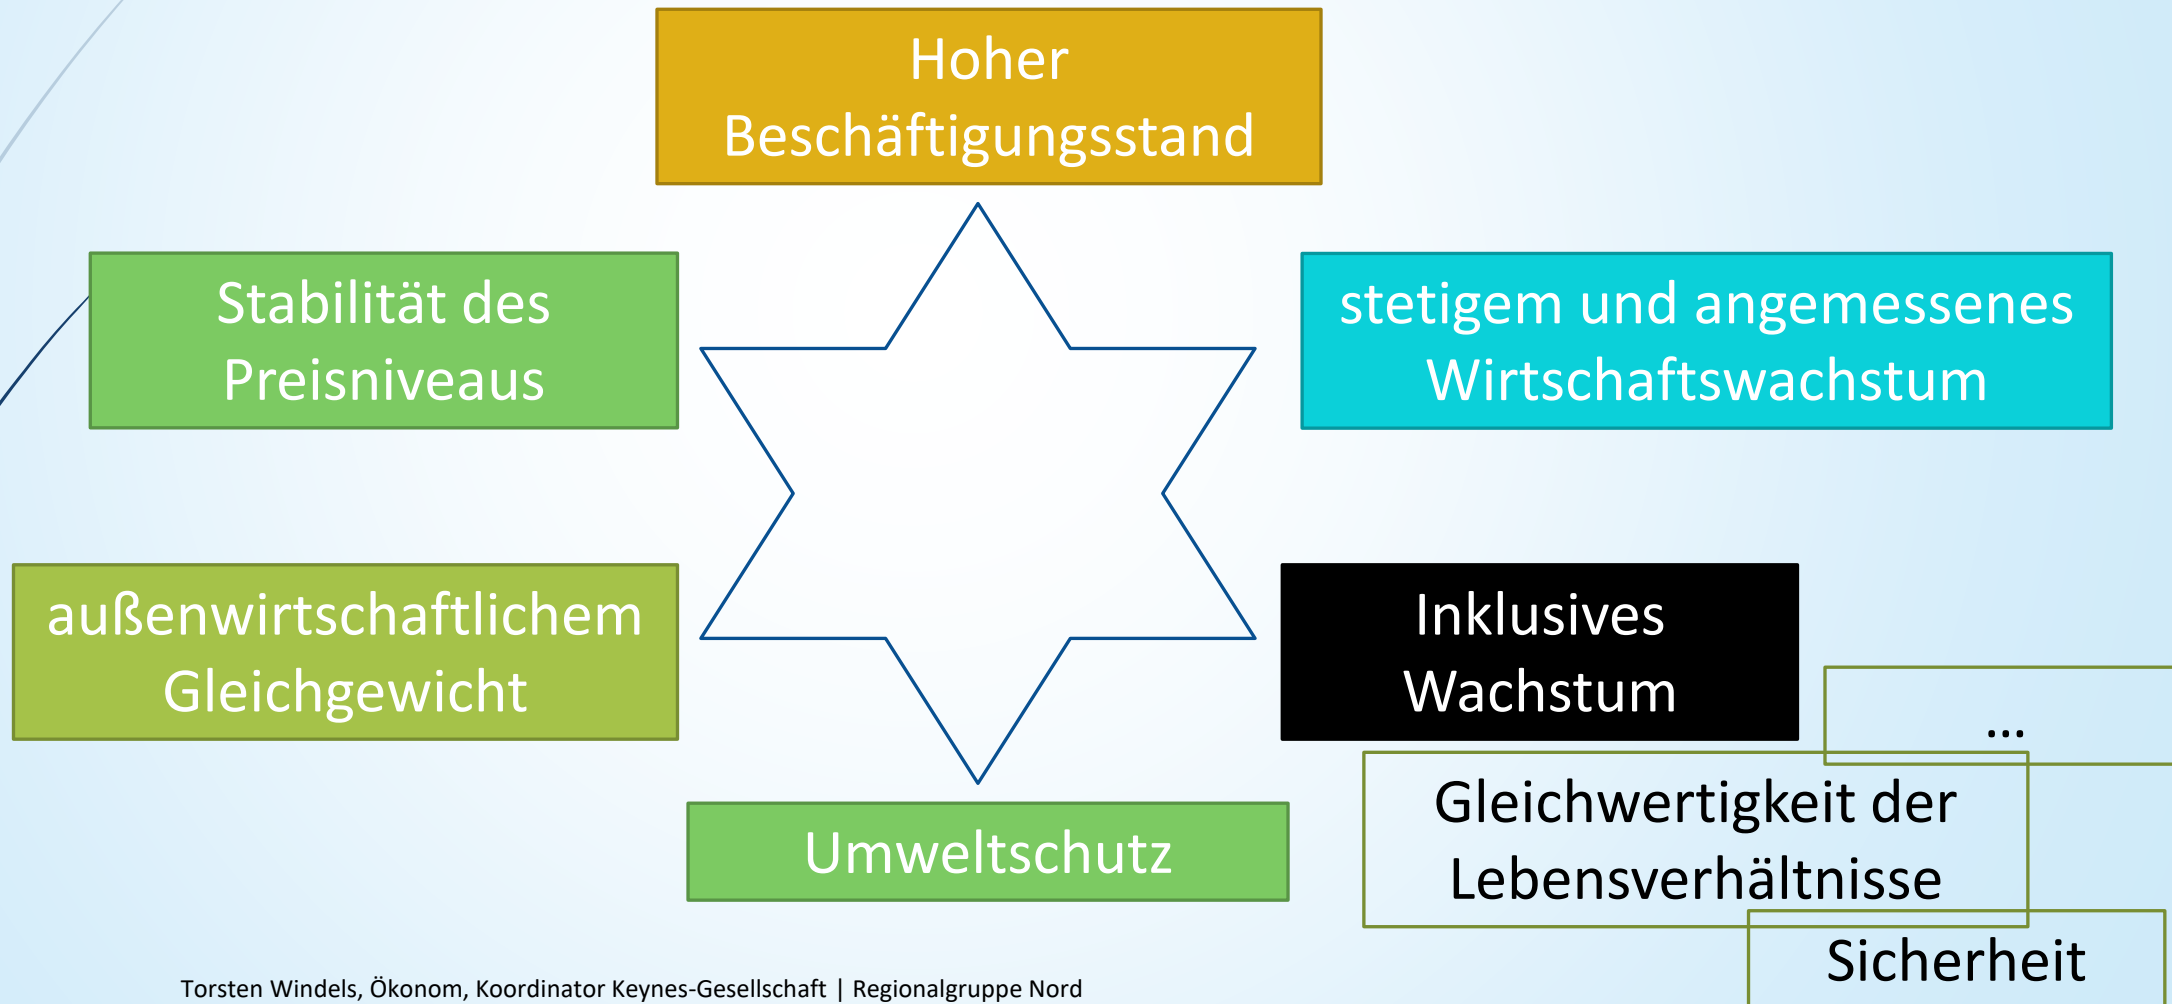 Hoher
Beschäftigungsstand
Stabilität des
Preisniveaus
stetigem und angemessenes
Wirtschaftswachstum
außenwirtschaftlichem
Gleichgewicht
Inklusives
Wachstum
...
Gleichwertigkeit der
Lebensverhältnisse
Umweltschutz
Sicherheit
Torsten Windels, Ökonom, Koordinator Keynes-Gesellschaft | Regionalgruppe Nord